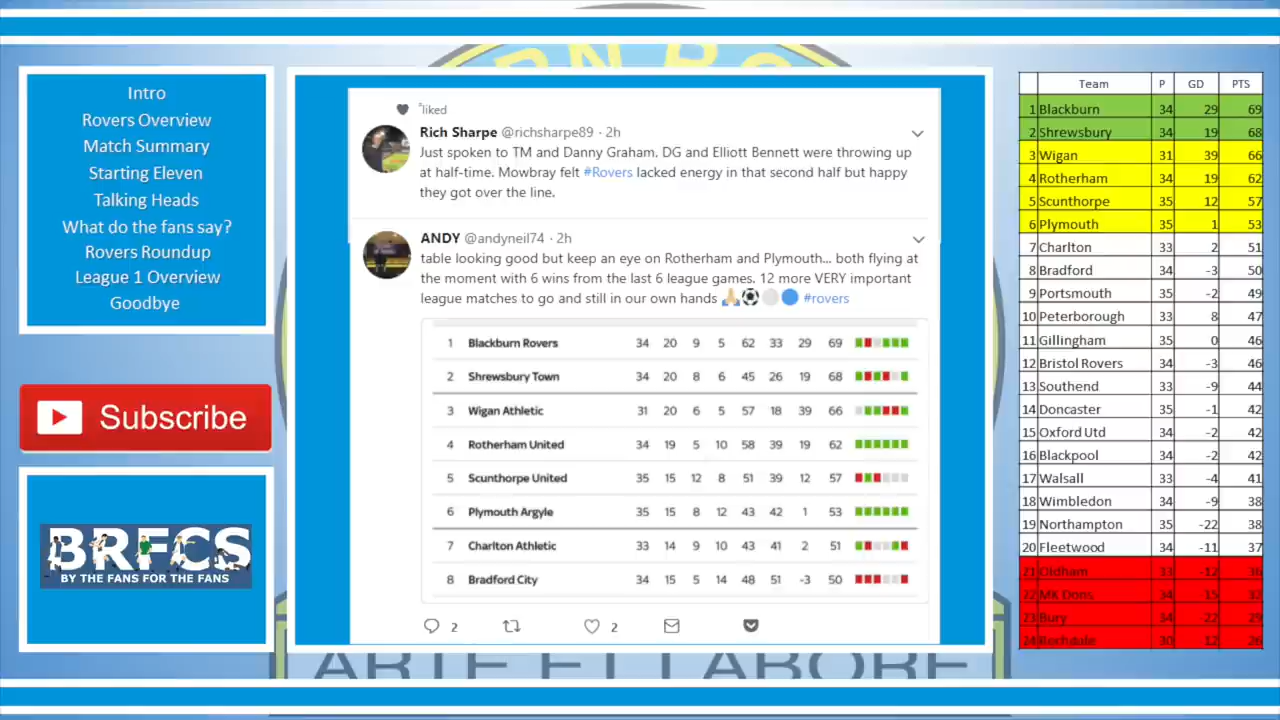 Intro
Rovers Overview
Match Summary
Starting Eleven
Talking Heads
What do the fans say?
Rovers Roundup
League 1 Overview
Goodbye
Subscribe
BRFCS
BY THE FANS FOR THE FANS
liked
Rich Sharpe @richsharpe89 · 2h
Just spoken to TM and Danny Graham. DG and Elliott Bennett were throwing up
at half-time. Mowbray felt #Rovers lacked energy in that second half but happy
they got over the line.
ANDY @andyneil74 · 2h
table looking good but keep an eye on Rotherham and Plymouth... both flying at
the moment with 6 wins from the last 6 league games. 12 more VERY important
league matches to go and still in our own hands 🙏⚽⚪🔵 #rovers
1 Blackburn Rovers 34 20 9 5 62 33 29 69
2 Shrewsbury Town 34 20 8 6 45 26 19 68
3 Wigan Athletic 31 20 6 5 57 18 39 66
4 Rotherham United 34 19 5 10 58 39 19 62
5 Scunthorpe United 35 15 12 8 51 39 12 57
6 Plymouth Argyle 35 15 8 12 43 42 1 53
7 Charlton Athletic 33 14 9 10 43 41 2 51
8 Bradford City 34 15 5 14 48 51 -3 50
2 2
ARTE ET LABORE
Team P GD PTS
1 Blackburn 34 29 69
2 Shrewsbury 34 19 68
3 Wigan 31 39 66
4 Rotherham 34 19 62
5 Scunthorpe 35 12 57
6 Plymouth 35 1 53
7 Charlton 33 2 51
8 Bradford 34 -3 50
9 Portsmouth 35 -2 49
10 Peterborough 33 8 47
11 Gillingham 35 0 46
12 Bristol Rovers 34 -3 46
13 Southend 33 -9 44
14 Doncaster 35 -1 42
15 Oxford Utd 34 -2 42
16 Blackpool 34 -2 42
17 Walsall 33 -4 41
18 Wimbledon 34 -9 38
19 Northampton 35 -22 38
20 Fleetwood 34 -11 37
21 Oldham 33 -12 36
22 MK Dons 34 15 32
23 Bury 34 22 29
24 Rochdale 30 12 26